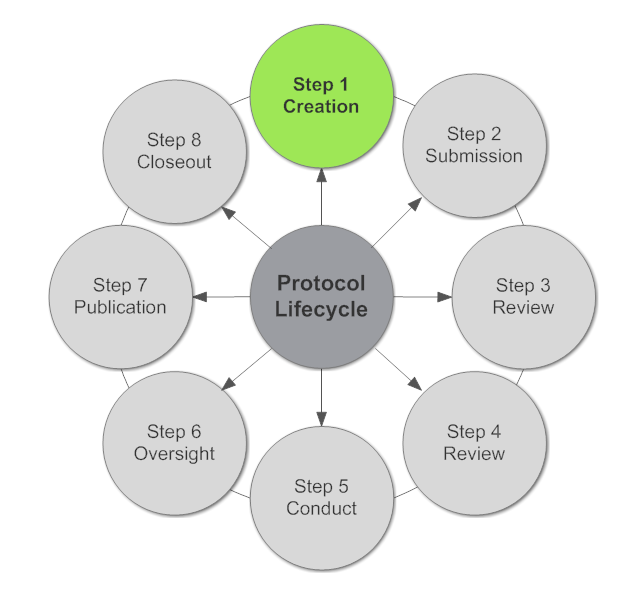 Step 1
Creation
Step 2
Submission
Step 3
Review
Step 4
Review
Step 5
Conduct
Step 6
Oversight
Step 7
Publication
Step 8
Closeout
Protocol
Lifecycle